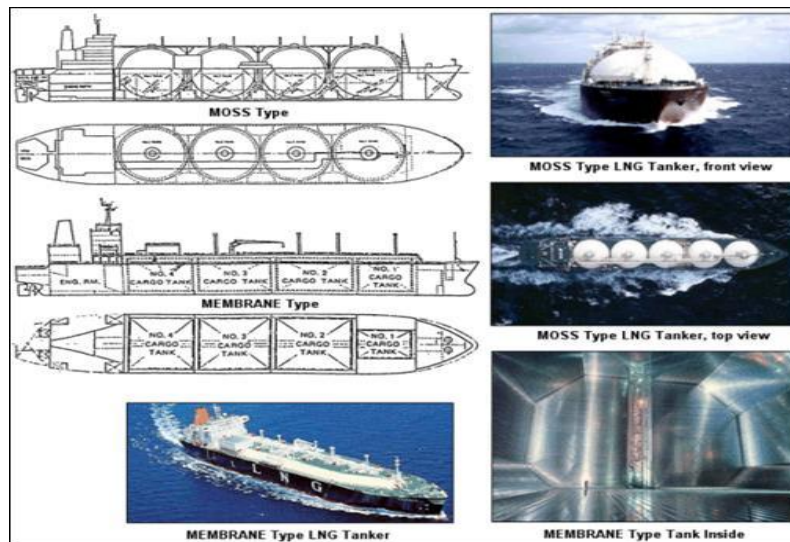 MOSS Type
MOSS Type LNG Tanker, front view
ENG. RM.
NO. 4
CARGO TANK
NO. 3
CARGO TANK
NO. 2
CARGO TANK
NO. 1
CARGO
TANK
MEMBRANE Type
MOSS Type LNG Tanker, top view
NO. 4
CARGO
TANK
NO. 3
CARGO
TANK
NO. 2
CARGO
TANK
NO. 1
CARGO
TANK
LNG
MEMBRANE Type LNG Tanker
MEMBRANE Type Tank Inside